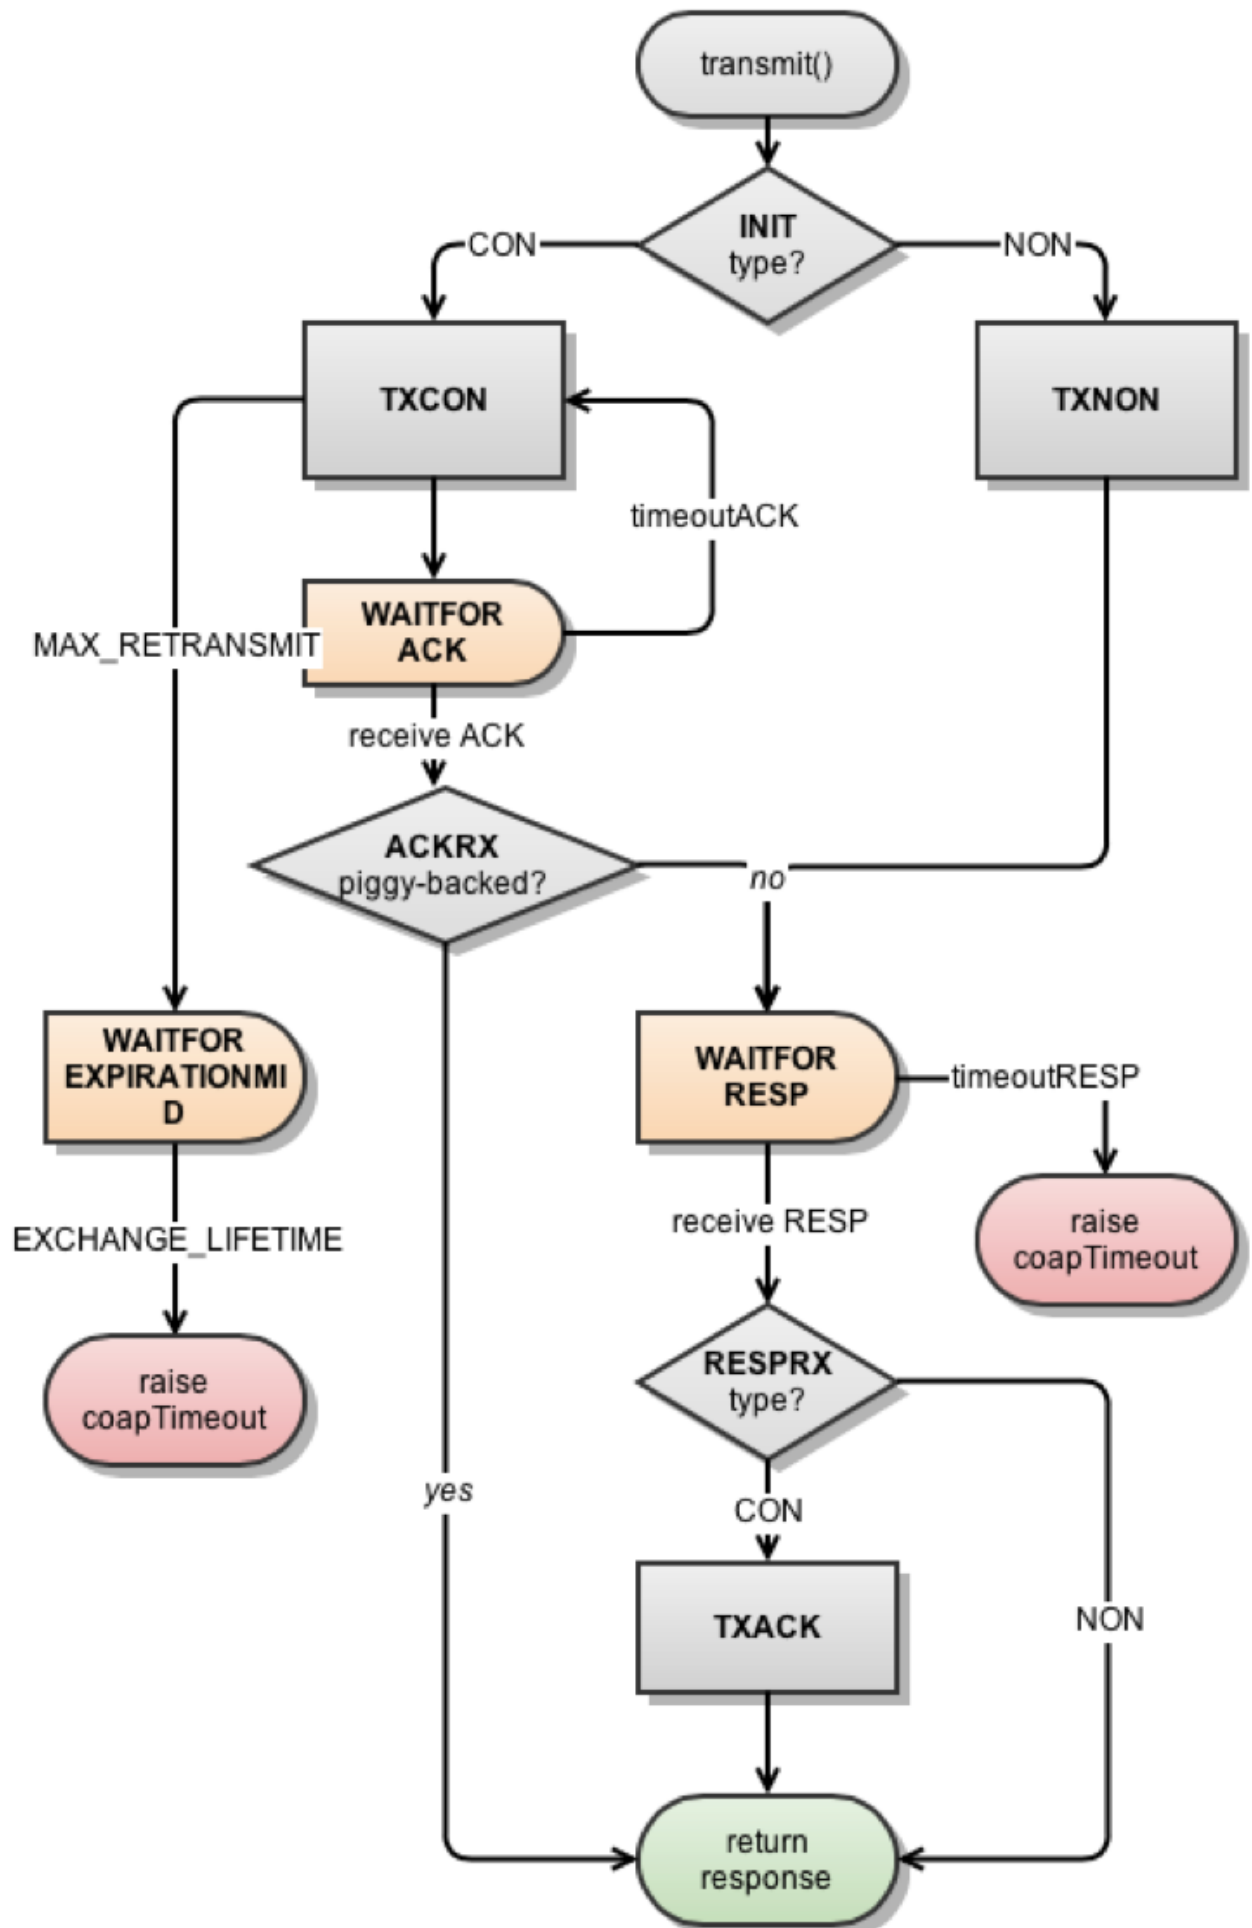 transmit()
INIT
type?
CON
NON
TXCON
TXNON
timeoutACK
WAITFOR
ACK
MAX_RETRANSMIT
receive ACK
ACKRX
piggy-backed?
no
WAITFOR
EXPIRATIONMI
D
WAITFOR
RESP
timeoutRESP
receive RESP
EXCHANGE_LIFETIME
raise
coapTimeout
RESPRX
type?
raise
coapTimeout
yes
CON
TXACK
NON
return
response